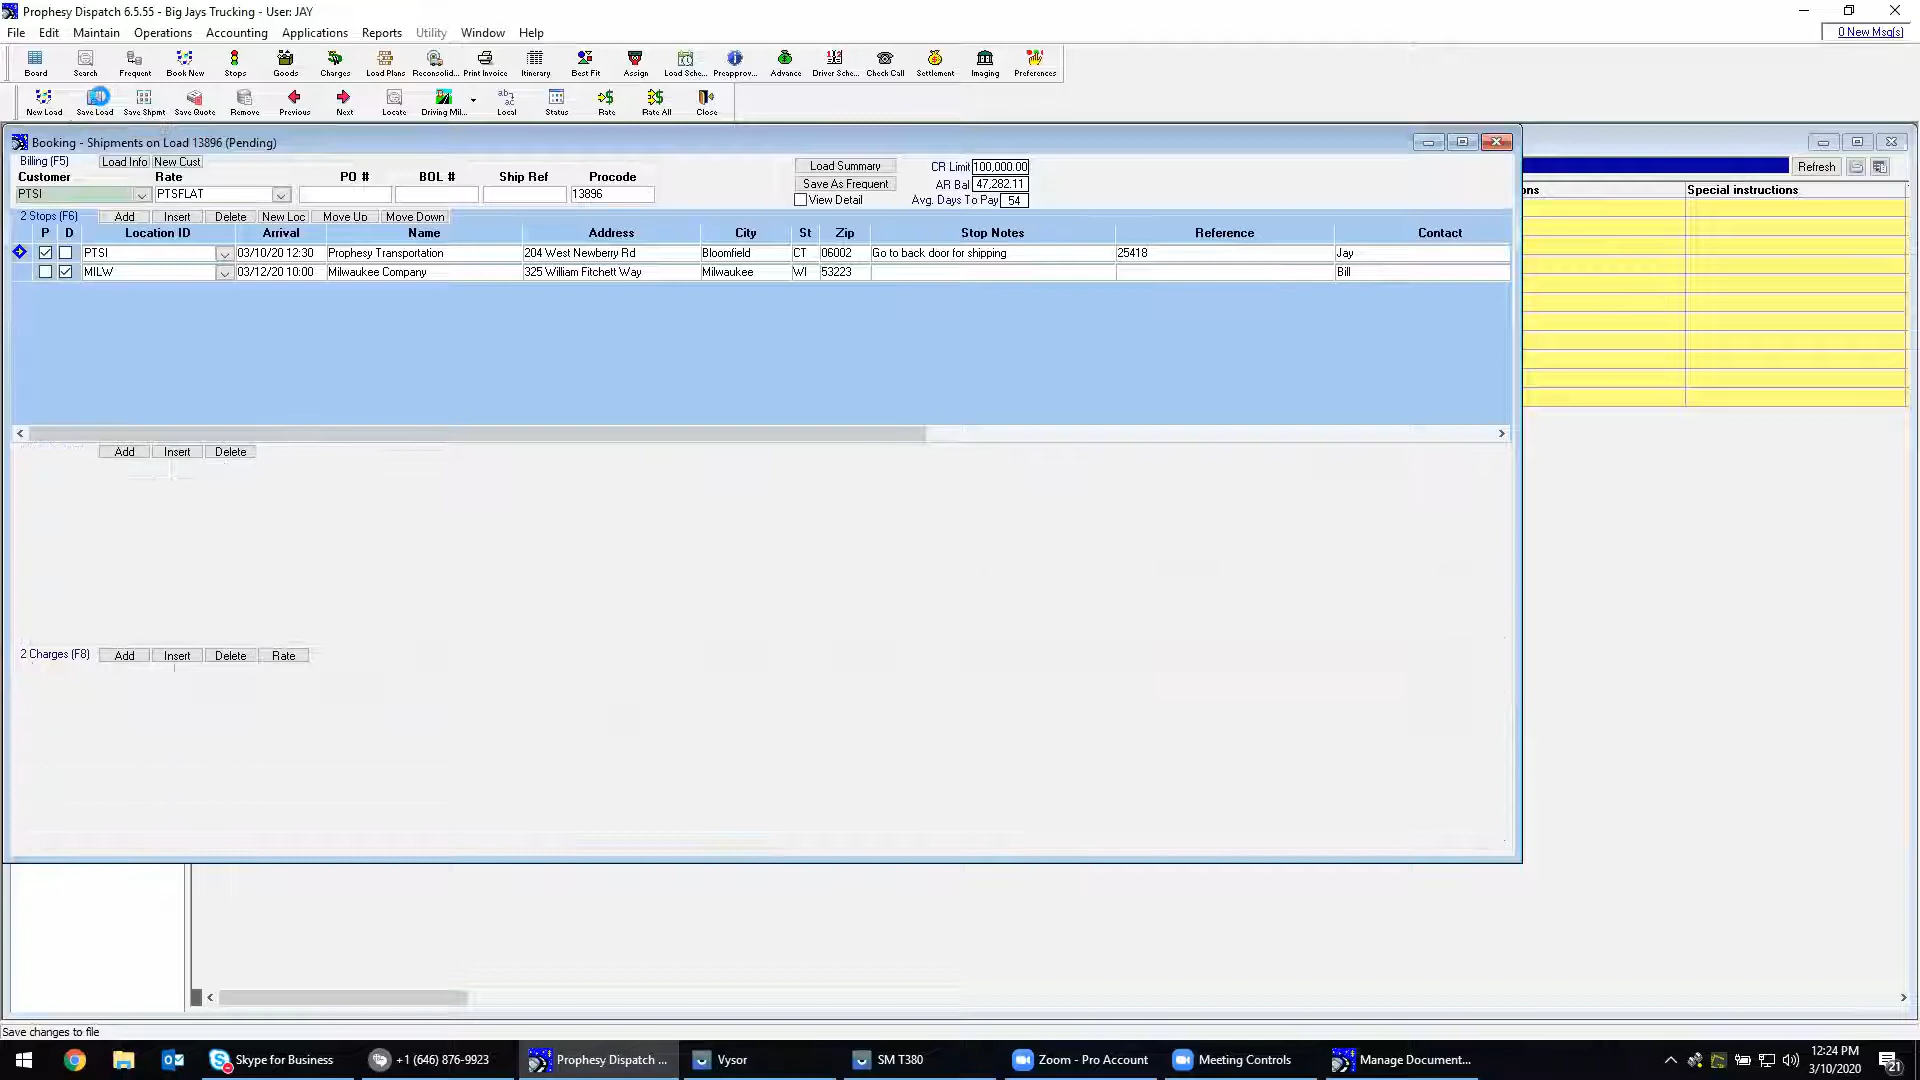 Prophesy Dispatch 6.5.55 - Big Jays Trucking - User: JAY
File Edit Maintain Operations Accounting Applications Reports Utility Window Help
0 New Msg(s)
Board Search Frequent Book New Stops Goods Charges Load Plans Reconsolid... Print Invoice Itinerary Best Fit Assign Load Sche... Preapprov... Advance Driver Sche... Check Call Settlement Imaging Preferences
New Load Save Load Save Shpmt Save Quote Remove Previous Next Locate Driving Mil... Local Status Rate Rate All Close
Booking - Shipments on Load 13896 (Pending)
Billing (F5) Load Info New Cust Load Summary CR Limit 100,000.00 Refresh
Customer Rate PO # BOL # Ship Ref Procode Save As Frequent AR Bal 47,282.11
PTSI PTSFLAT 13896 View Detail Avg. Days To Pay 54
ons Special instructions
2 Stops (F6) Add Insert Delete New Loc Move Up Move Down
P D Location ID Arrival Name Address City St Zip Stop Notes Reference Contact
PTSI 03/10/20 12:30 Prophesy Transportation 204 West Newberry Rd Bloomfield CT 06002 Go to back door for shipping 25418 Jay
MILW 03/12/20 10:00 Milwaukee Company 325 William Fitchett Way Milwaukee WI 53223 Bill
Add Insert Delete
2 Charges (F8) Add Insert Delete Rate
Save changes to file
Skype for Business +1 (646) 876-9923 Prophesy Dispatch ... Vysor SM T380 Zoom - Pro Account Meeting Controls Manage Document...
12:24 PM
3/10/2020
21